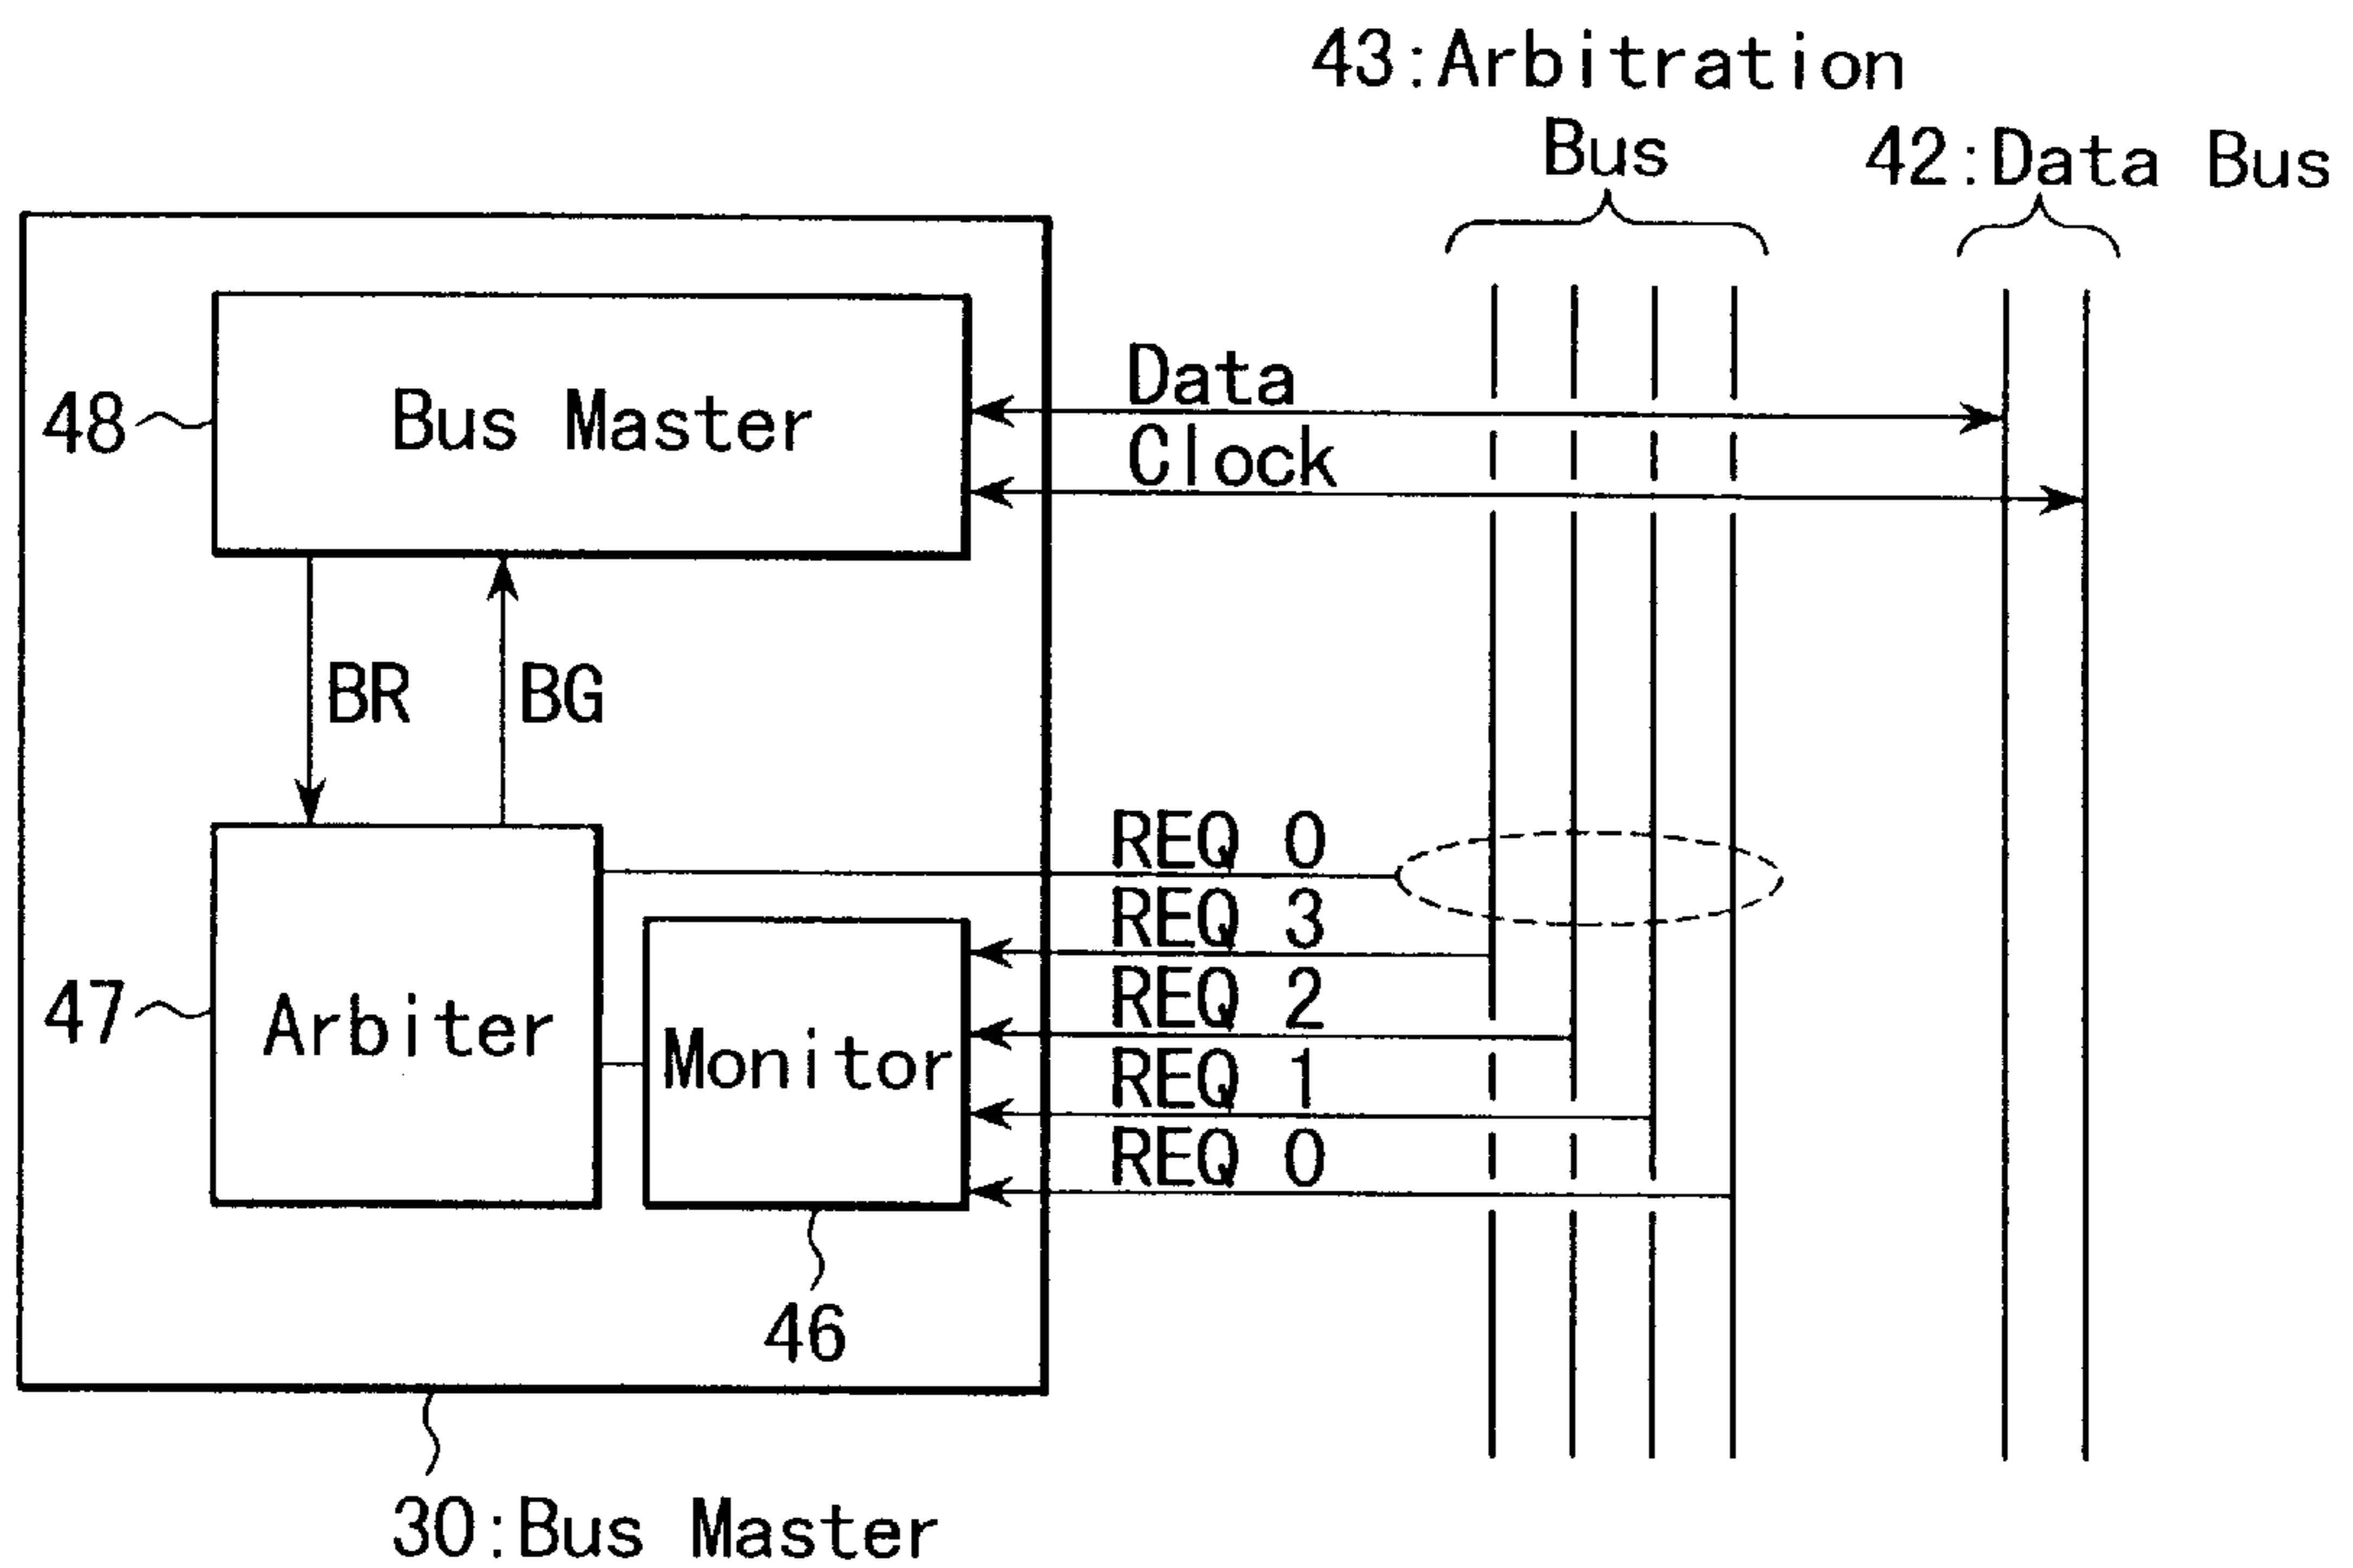 43:Arbitration
Bus
42:Data Bus
Data
48
Bus Master
Clock
BR
BG
REQ 0
REQ 3
REQ 2
47
Arbiter
Monitor
REQ 1
REQ 0
46
30:Bus Master